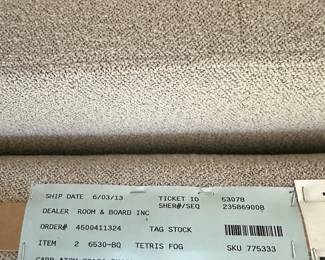 SHIP DATE 6/03/13 TICKET ID 53078
DEALER ROOM & BOARD INC SHER#/SEQ 235869008
ORDER# 4500411324 TAG STOCK
ITEM 2 6530-BQ TETRIS FOG SKU 775333